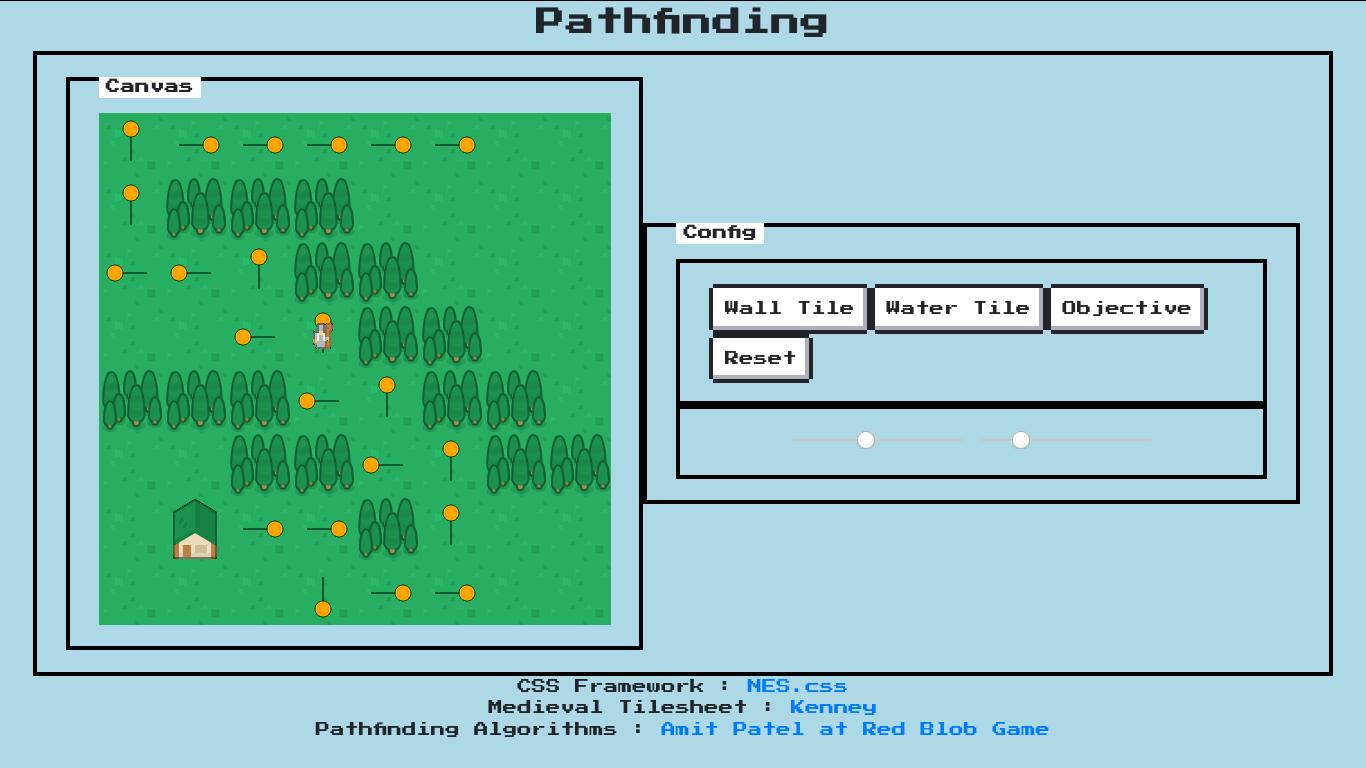 Pathfinding
Canvas
Config
Wall Tile Water Tile Objective
Reset
CSS Framework : NES.css
Medieval Tilesheet : Kenney
Pathfinding Algorithms : Amit Patel at Red Blob Game